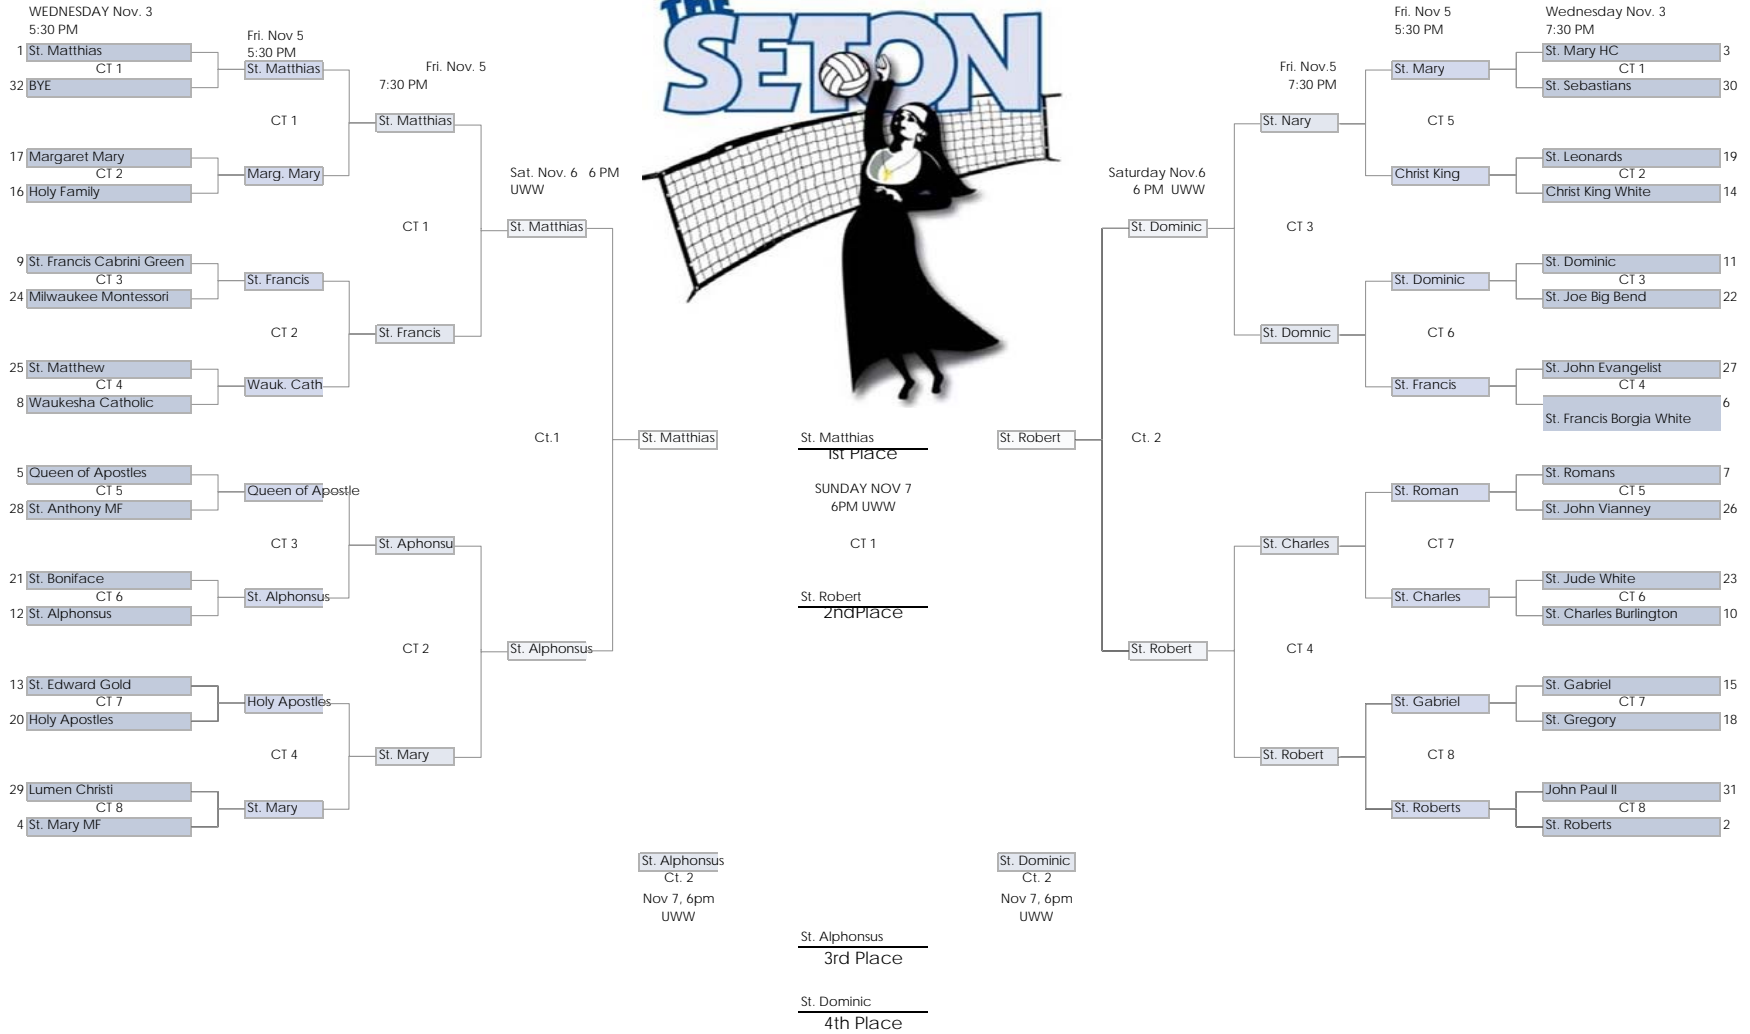 THE
SETON
WEDNESDAY Nov. 3
5:30 PM
1 St. Matthias
CT 1
32 BYE
17 Margaret Mary
CT 2
16 Holy Family
9 St. Francis Cabrini Green
CT 3
24 Milwaukee Montessori
25 St. Matthew
CT 4
8 Waukesha Catholic
5 Queen of Apostles
CT 5
28 St. Anthony MF
21 St. Boniface
CT 6
12 St. Alphonsus
13 St. Edward Gold
CT 7
20 Holy Apostles
29 Lumen Christi
CT 8
4 St. Mary MF
Fri. Nov 5
5:30 PM
St. Matthias
CT 1
Marg. Mary
St. Francis
CT 2
Wauk. Cath
Queen of Apostle
CT 3
St. Alphonsus
Holy Apostles
CT 4
St. Mary
Fri. Nov. 5
7:30 PM
St. Matthias
CT 1
St. Francis
St. Aphonsu
CT 2
St. Mary
Sat. Nov. 6 6 PM
UWW
St. Matthias
Ct.1
St. Alphonsus
St. Matthias
St. Matthias
1st Place
SUNDAY NOV 7
6PM UWW
CT 1
St. Robert
2ndPlace
St. Robert
Saturday Nov.6
6 PM UWW
St. Dominic
Ct. 2
St. Robert
Fri. Nov.5
7:30 PM
St. Nary
CT 3
St. Domnic
St. Charles
CT 4
St. Robert
Fri. Nov 5
5:30 PM
St. Mary
CT 5
Christ King
St. Dominic
CT 6
St. Francis
St. Roman
CT 7
St. Charles
St. Gabriel
CT 8
St. Roberts
Wednesday Nov. 3
7:30 PM
St. Mary HC 3
CT 1
St. Sebastians 30
St. Leonards 19
CT 2
Christ King White 14
St. Dominic 11
CT 3
St. Joe Big Bend 22
St. John Evangelist 27
CT 4
6
St. Francis Borgia White
St. Romans 7
CT 5
St. John Vianney 26
St. Jude White 23
CT 6
St. Charles Burlington 10
St. Gabriel 15
CT 7
St. Gregory 18
John Paul II 31
CT 8
St. Roberts 2
St. Alphonsus
Ct. 2
Nov 7, 6pm
UWW
St. Dominic
Ct. 2
Nov 7, 6pm
UWW
St. Alphonsus
3rd Place
St. Dominic
4th Place